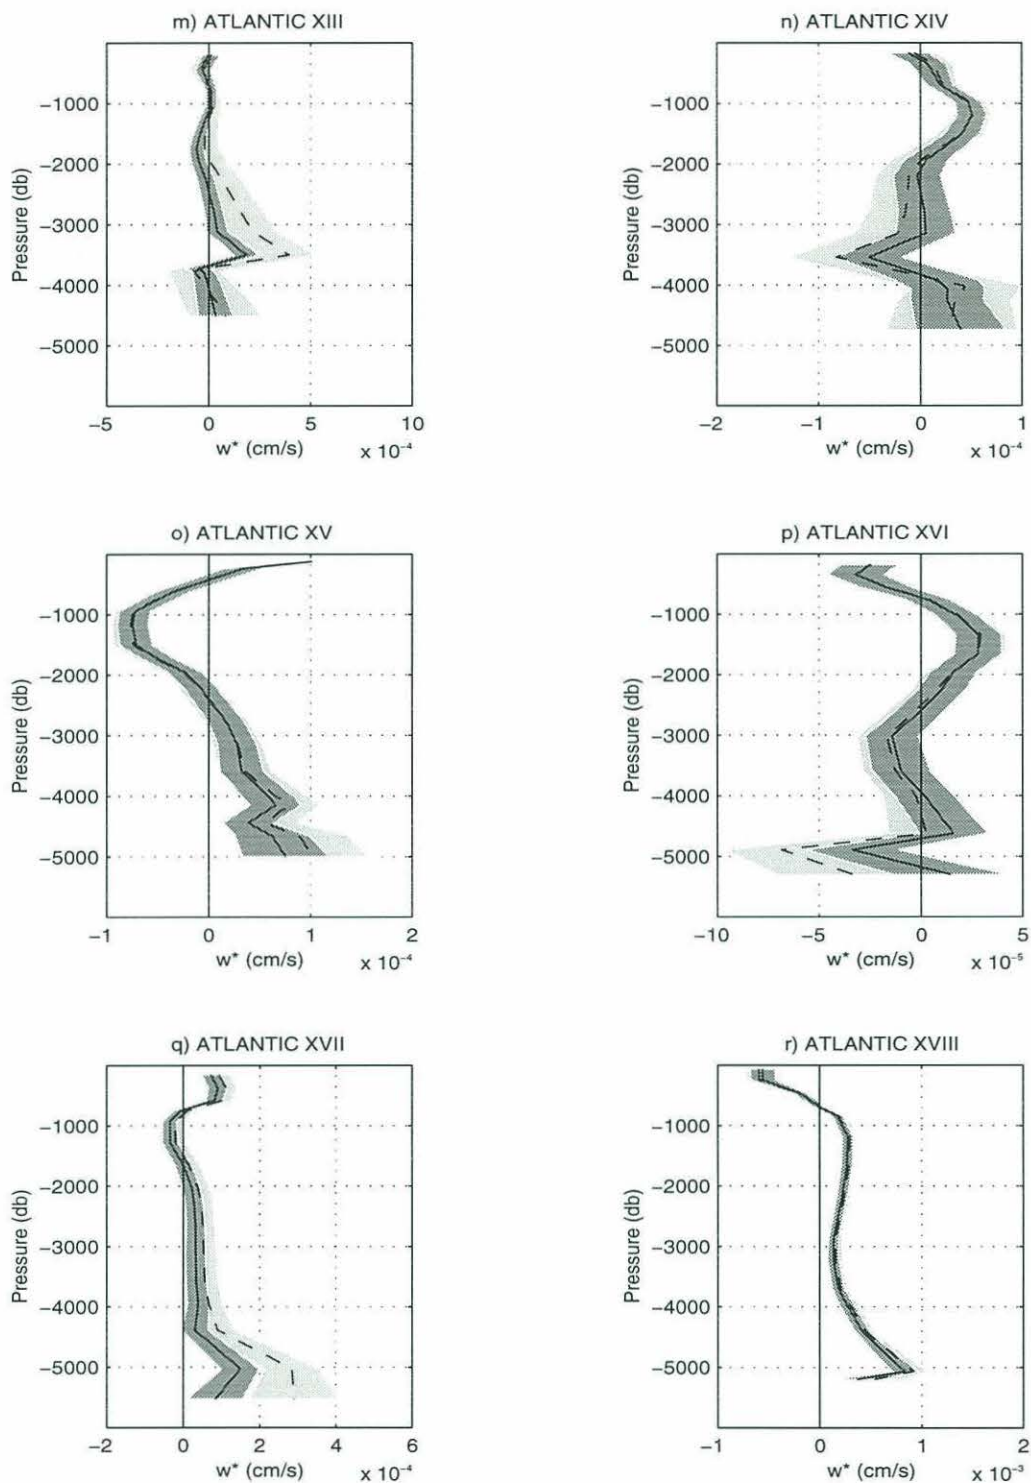 m) ATLANTIC XIII
−1000
−2000
−3000
−4000
−5000
Pressure (db)
−5 0 5 10
w* (cm/s) x 10⁻⁴
n) ATLANTIC XIV
−1000
−2000
−3000
−4000
−5000
Pressure (db)
−2 −1 0 1
w* (cm/s) x 10⁻⁴
o) ATLANTIC XV
−1000
−2000
−3000
−4000
−5000
Pressure (db)
−1 0 1 2
w* (cm/s) x 10⁻⁴
p) ATLANTIC XVI
−1000
−2000
−3000
−4000
−5000
Pressure (db)
−10 −5 0 5
w* (cm/s) x 10⁻⁵
q) ATLANTIC XVII
−1000
−2000
−3000
−4000
−5000
Pressure (db)
−2 0 2 4 6
w* (cm/s) x 10⁻⁴
r) ATLANTIC XVIII
−1000
−2000
−3000
−4000
−5000
Pressure (db)
−1 0 1 2
w* (cm/s) x 10⁻³